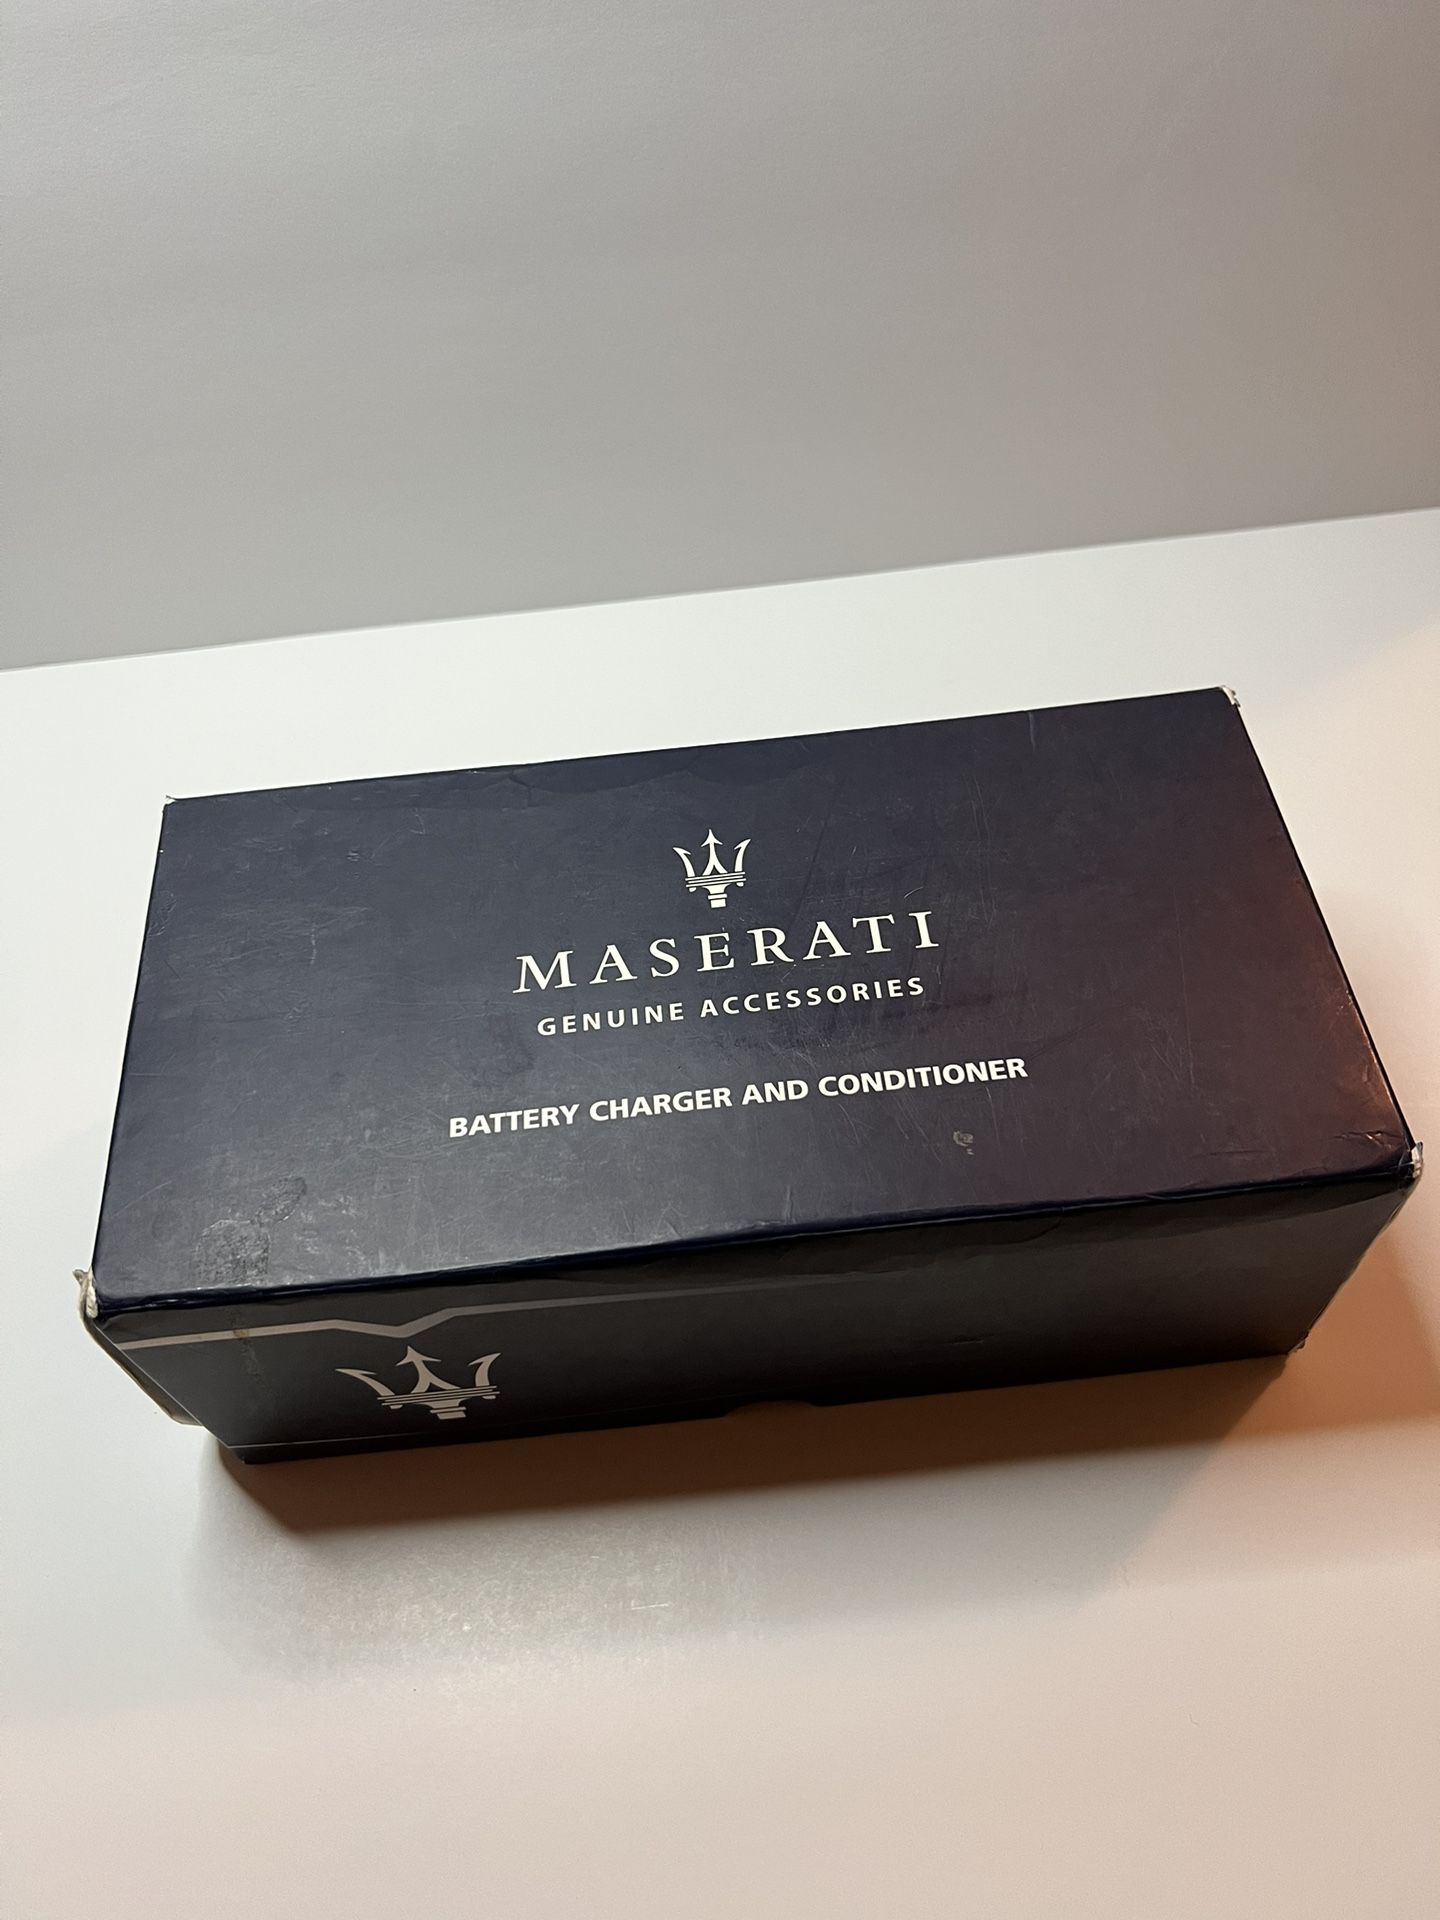 MASERATI
GENUINE ACCESSORIES
BATTERY CHARGER AND CONDITIONER